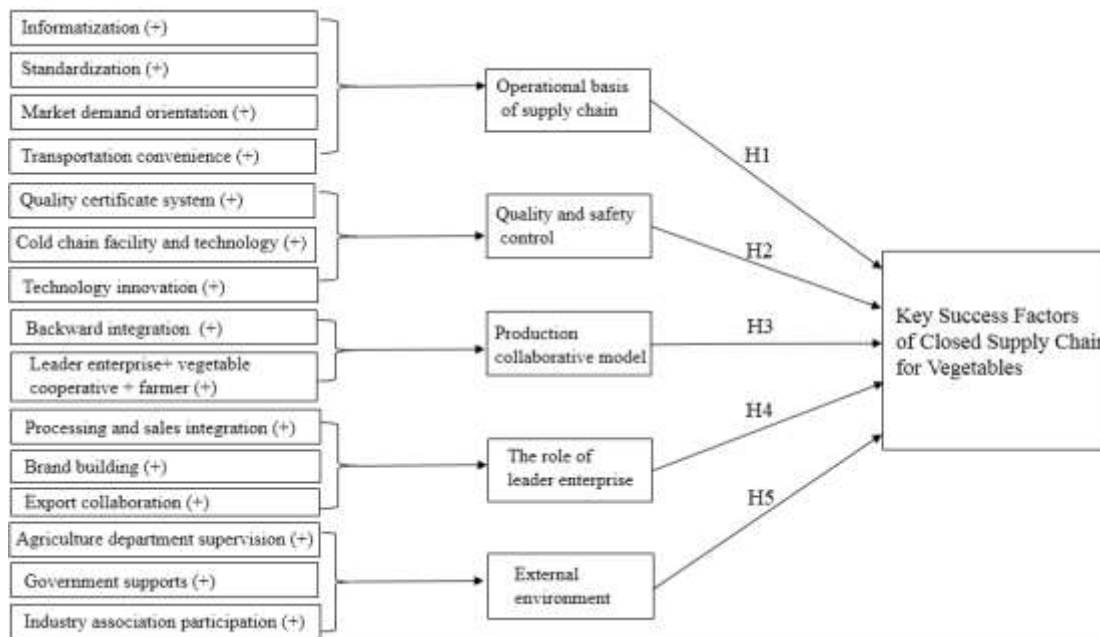 Informatization (+)
Standardization (+)
Market demand orientation (+)
Transportation convenience (+)
Quality certificate system (+)
Cold chain facility and technology (+)
Technology innovation (+)
Backward integration (+)
Leader enterprise+ vegetable
cooperative + farmer (+)
Processing and sales integration (+)
Brand building (+)
Export collaboration (+)
Agriculture department supervision (+)
Government supports (+)
Industry association participation (+)
Operational basis
of supply chain
Quality and safety
control
Production
collaborative model
The role of
leader enterprise
External
environment
H1
H2
H3
H4
H5
Key Success Factors
of Closed Supply Chain
for Vegetables